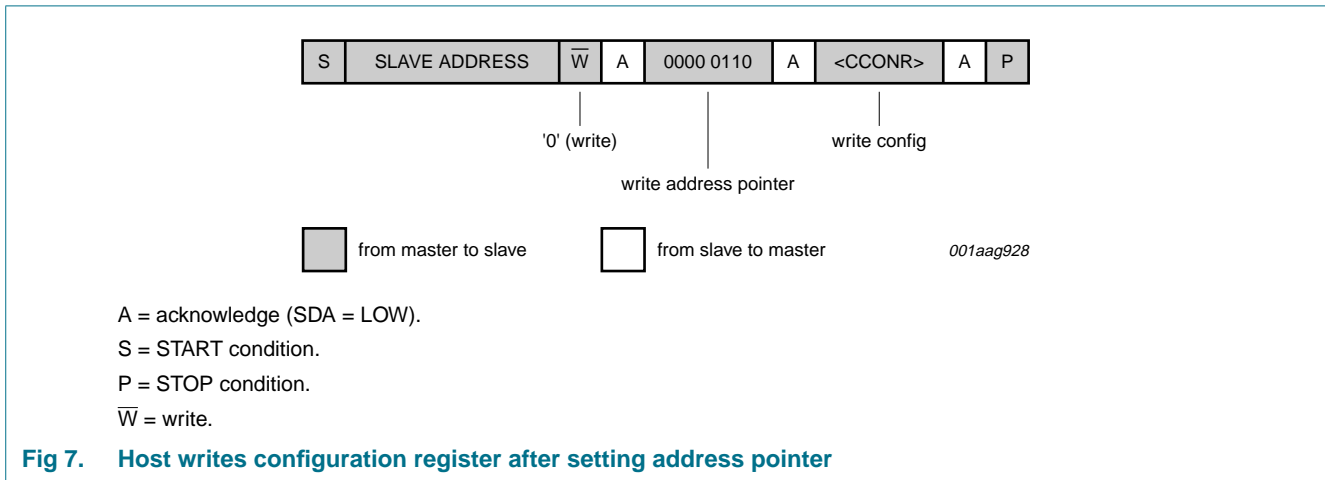 S SLAVE ADDRESS W̅ A 0000 0110 A <CCONR> A P
'0' (write) write config
write address pointer
from master to slave from slave to master 001aag928
A = acknowledge (SDA = LOW).
S = START condition.
P = STOP condition.
W̅ = write.
Fig 7. Host writes configuration register after setting address pointer